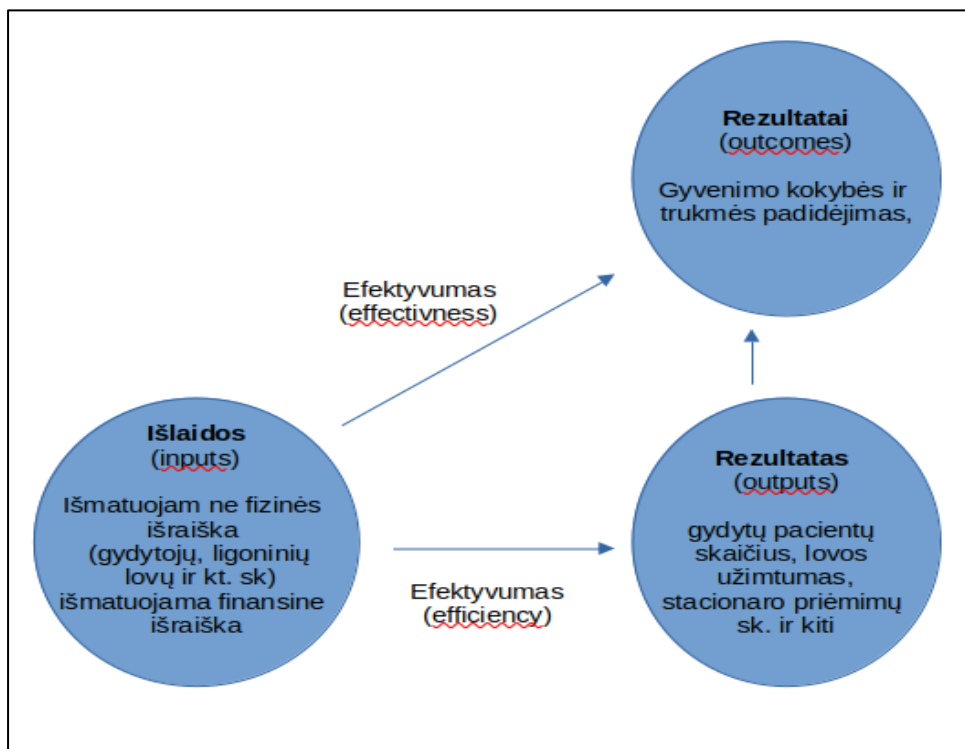 Rezultatai
(outcomes)
Gyvenimo kokybės ir
trukmės padidėjimas,
Efektyvumas
(effectivness)
Išlaidos
(inputs)
Išmatuojam ne fizinės
išraiška
(gydytojų, ligoninių
lovų ir kt. sk)
išmatuojama finansine
išraiška
Efektyvumas
(efficiency)
Rezultatas
(outputs)
gydytų pacientų
skaičius, lovos
užimtumas,
stacionaro priėmimų
sk. ir kiti